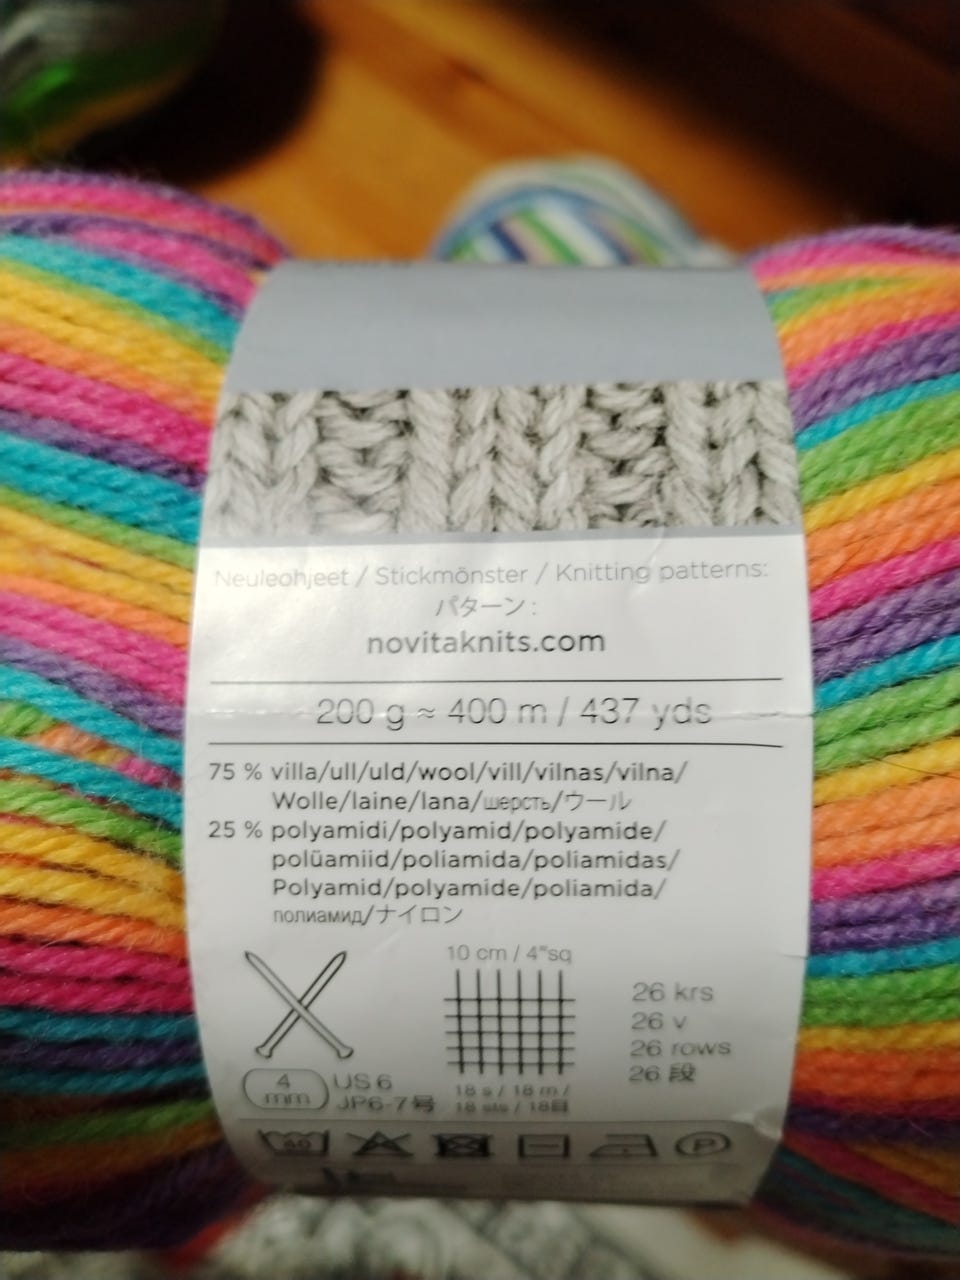 Neuleohjeet / Stickmönster / Knitting patterns:
パターン:
novitaknits.com
200 g ≈ 400 m / 437 yds
75 % villa/ull/uld/wool/vill/vilnas/vilna/
Wolle/laine/lana/шерсть/ウール
25 % polyamidi/polyamid/polyamide/
polüamiid/poliamida/poliamidas/
Polyamid/polyamide/poliamida/
полиамид/ナイロン
10 cm / 4"sq
26 krs
26 v
26 rows
26 段
4
mm
US 6
JP6-7号
18 s / 18 m /
18 sts / 18目
P